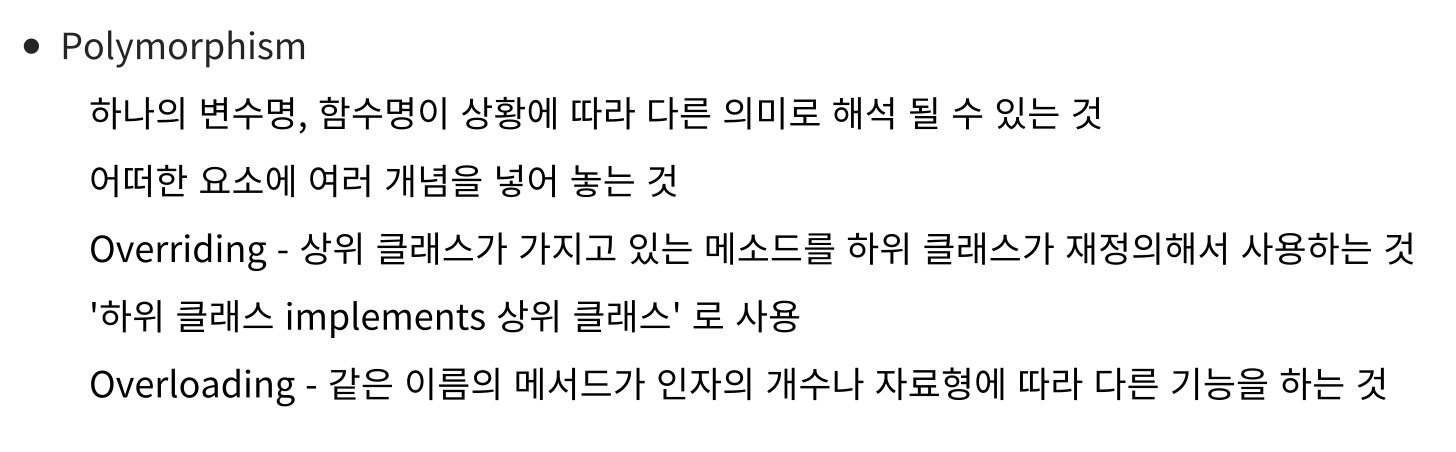 • Polymorphism
하나의 변수명, 함수명이 상황에 따라 다른 의미로 해석 될 수 있는 것
어떠한 요소에 여러 개념을 넣어 놓는 것
Overriding - 상위 클래스가 가지고 있는 메소드를 하위 클래스가 재정의해서 사용하는 것
'하위 클래스 implements 상위 클래스' 로 사용
Overloading - 같은 이름의 메서드가 인자의 개수나 자료형에 따라 다른 기능을 하는 것